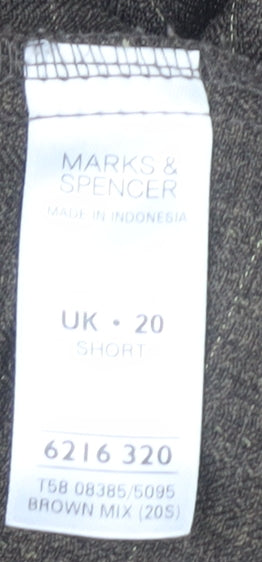 MARKS &
SPENCER
MADE IN INDONESIA
UK • 20
SHORT
6216 320
T58 08385/5095
BROWN MIX (20S)